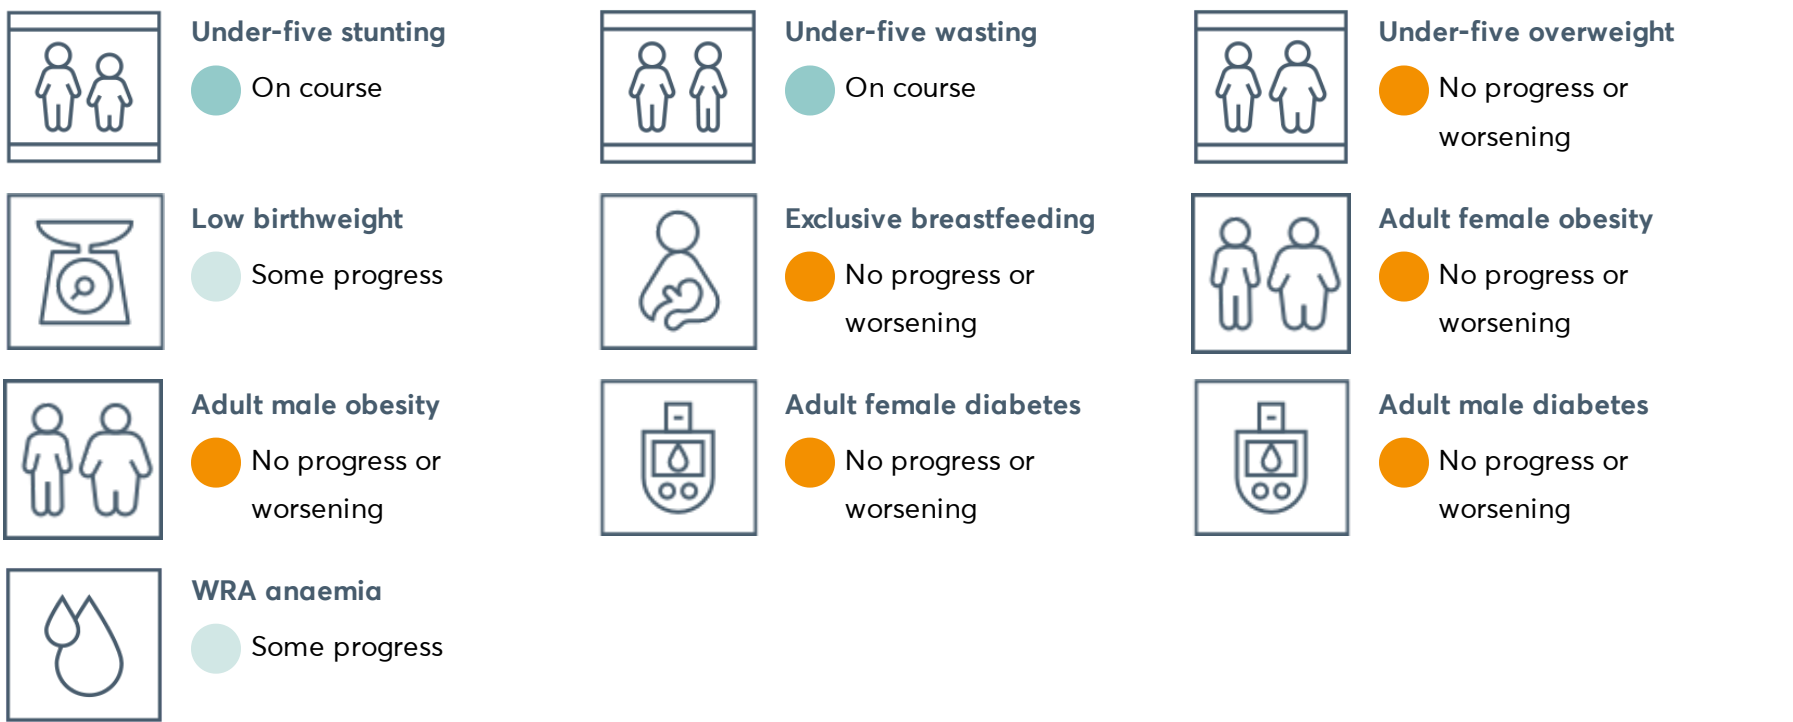 Under-five stunting
On course
Under-five wasting
On course
Under-five overweight
No progress or
worsening
Low birthweight
Some progress
Exclusive breastfeeding
No progress or
worsening
Adult female obesity
No progress or
worsening
Adult male obesity
No progress or
worsening
Adult female diabetes
No progress or
worsening
Adult male diabetes
No progress or
worsening
WRA anaemia
Some progress